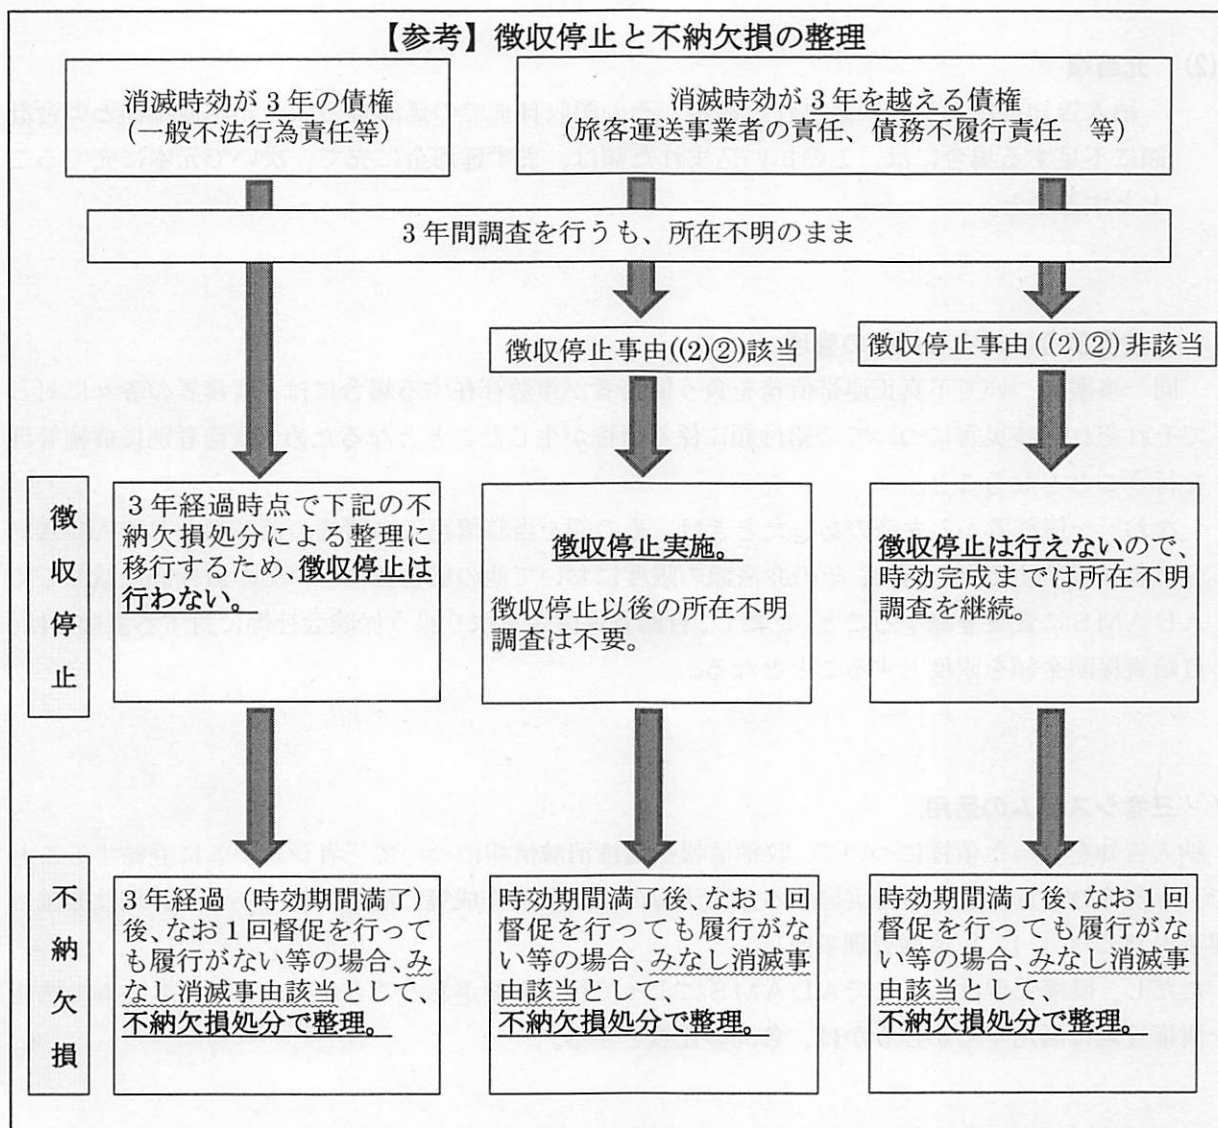 【参考】徴収停止と不納欠損の整理
消滅時効が3年の債権
(一般不法行為責任等)
消滅時効が3年を越える債権
(旅客運送事業者の責任、債務不履行責任 等)
3年間調査を行うも、所在不明のまま
徴収停止事由((2)②)該当
徴収停止事由((2)②)非該当
徴収停止
3年経過時点で下記の不
納欠損処分による整理に
移行するため、徴収停止は
行わない。
徴収停止実施。
徴収停止以後の所在不明
調査は不要。
徴収停止は行えないので、
時効完成までは所在不明
調査を継続。
不納欠損
3年経過(時効期間満了)
後、なお1回督促を行って
も履行がない等の場合、み
なし消滅事由該当として
不納欠損処分で整理。
時効期間満了後、なお1回
督促を行っても履行がな
い等の場合、みなし消滅事
由該当として、
不納欠損処分で整理。
時効期間満了後、なお1回
督促を行っても履行がな
い等の場合、みなし消滅事
由該当として、
不納欠損処分で整理。